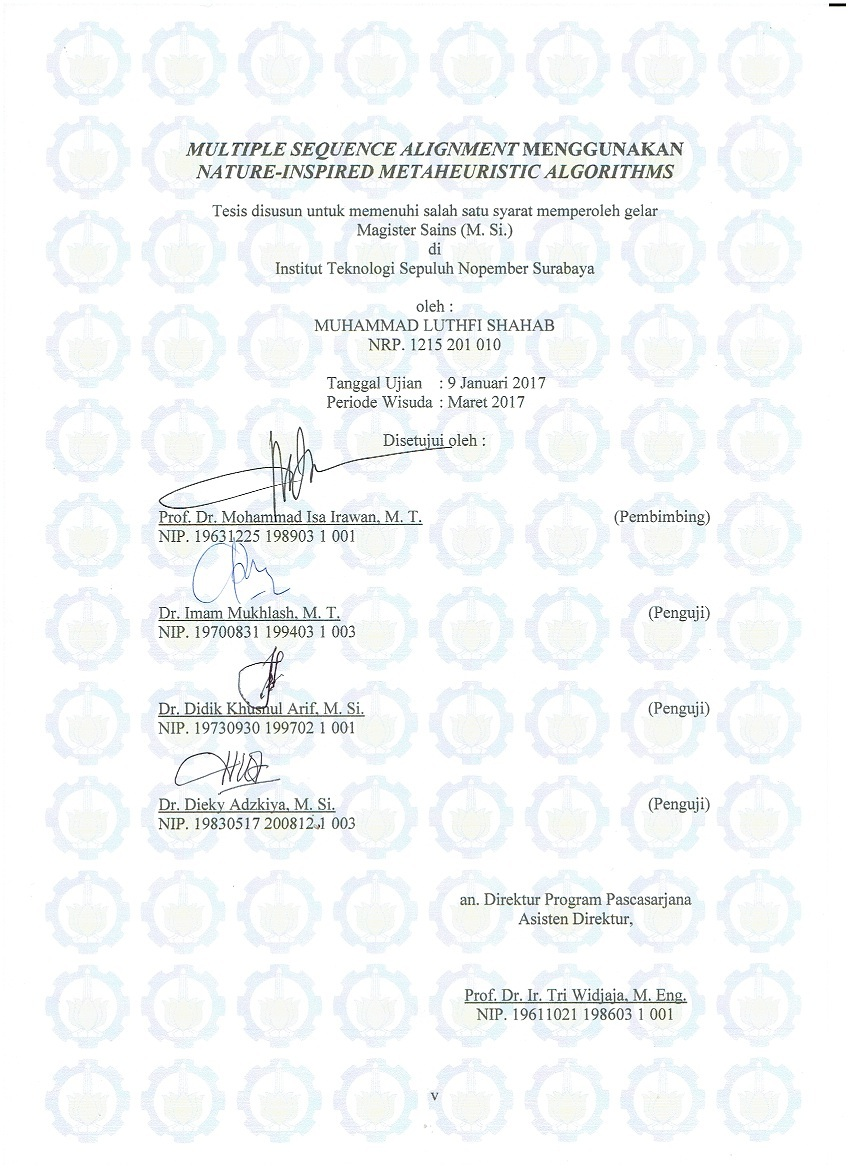 MULTIPLE SEQUENCE ALIGNMENT MENGGUNAKAN
NATURE-INSPIRED METAHEURISTIC ALGORITHMS
Tesis disusun untuk memenuhi salah satu syarat memperoleh gelar
Magister Sains (M. Si.)
di
Institut Teknologi Sepuluh Nopember Surabaya
oleh :
MUHAMMAD LUTHFI SHAHAB
NRP. 1215 201 010
Tanggal Ujian : 9 Januari 2017
Periode Wisuda : Maret 2017
Disetujui oleh :
Prof. Dr. Mohammad Isa Irawan, M. T. (Pembimbing)
NIP. 19631225 198903 1 001
Dr. Imam Mukhlash, M. T. (Penguji)
NIP. 19700831 199403 1 003
Dr. Didik Khusnul Arif, M. Si. (Penguji)
NIP. 19730930 199702 1 001
Dr. Dieky Adzkiya, M. Si. (Penguji)
NIP. 19830517 200812 1 003
an. Direktur Program Pascasarjana
Asisten Direktur,
Prof. Dr. Ir. Tri Widjaja, M. Eng.
NIP. 19611021 198603 1 001
v